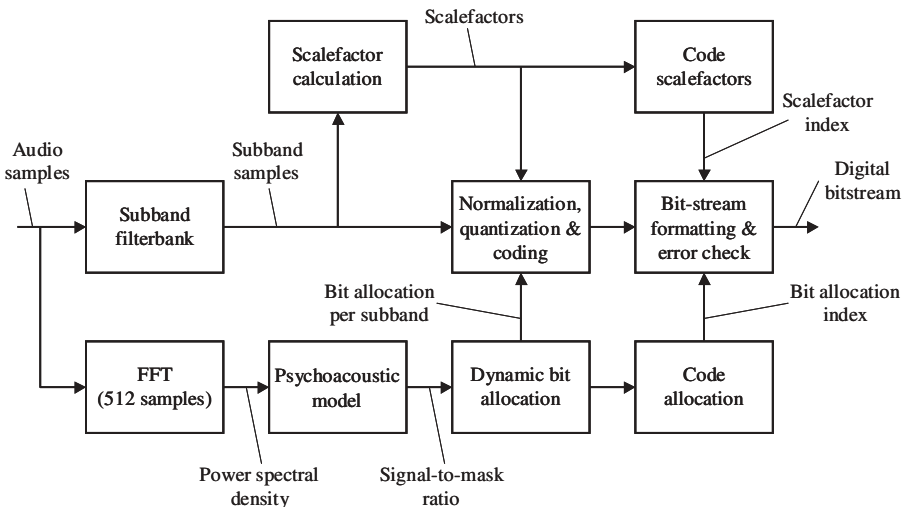 Scalefactors
Scalefactor
calculation
Code
scalefactors
Scalefactor
index
Audio
samples
Subband
samples
Digital
bitstream
Subband
filterbank
Normalization,
quantization &
coding
Bit-stream
formatting &
error check
Bit allocation
per subband
Bit allocation
index
FFT
(512 samples)
Psychoacoustic
model
Dynamic bit
allocation
Code
allocation
Power spectral
density
Signal-to-mask
ratio